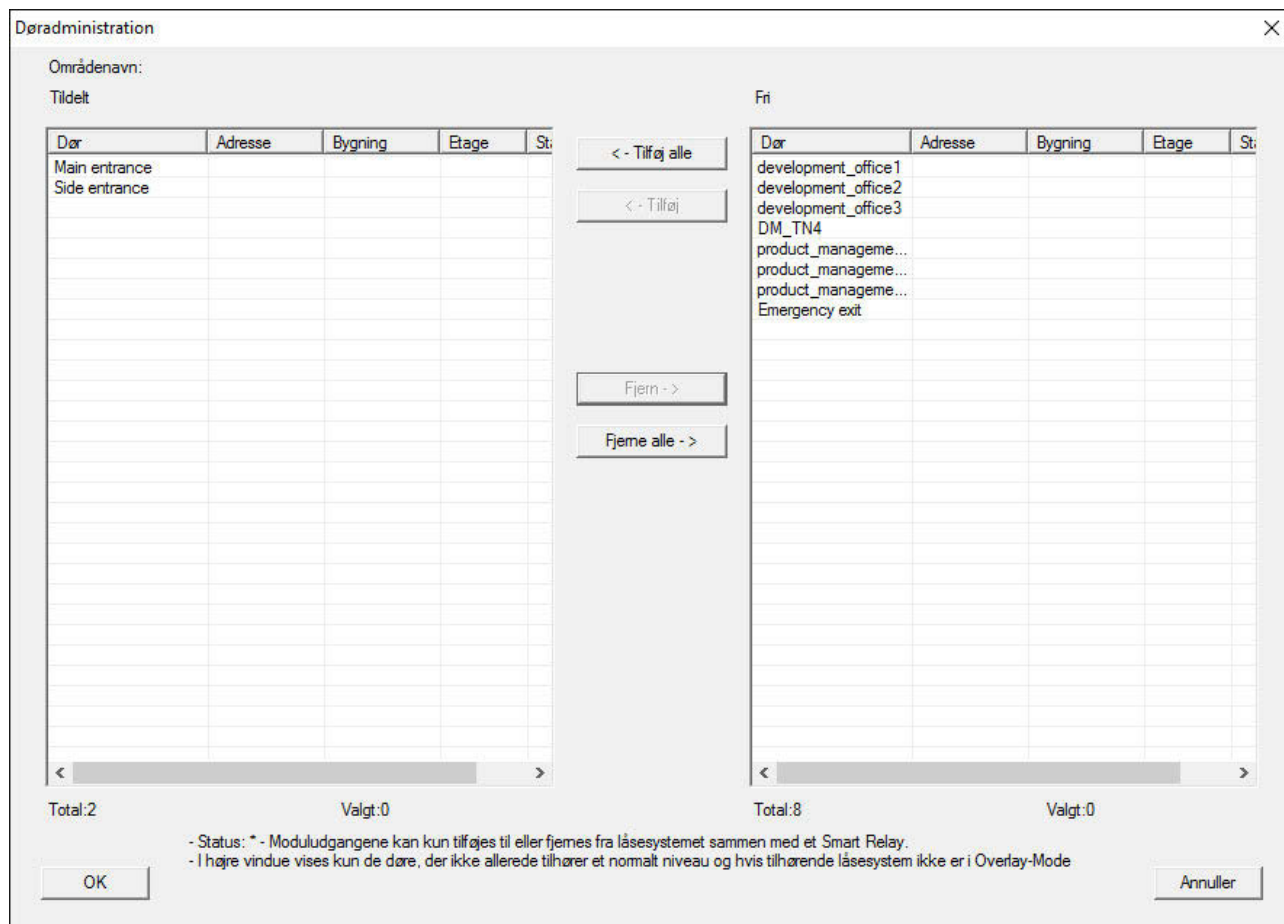 Døradministration
Områdenavn:
Tildelt
Dør Adresse Bygning Etage Sta
Main entrance
Side entrance
< - Tilføj alle
< - Tilføj
Fjern - >
Fjerne alle - >
Fri
Dør Adresse Bygning Etage Sta
development_office1
development_office2
development_office3
DM_TN4
product_manageme...
product_manageme...
product_manageme...
Emergency exit
Total:2 Valgt:0
Total:8 Valgt:0
- Status: * - Moduludgangene kan kun tilføjes til eller fjernes fra låsesystemet sammen med et Smart Relay.
- I højre vindue vises kun de døre, der ikke allerede tilhører et normalt niveau og hvis tilhørende låsesystem ikke er i Overlay-Mode
OK
Annuller